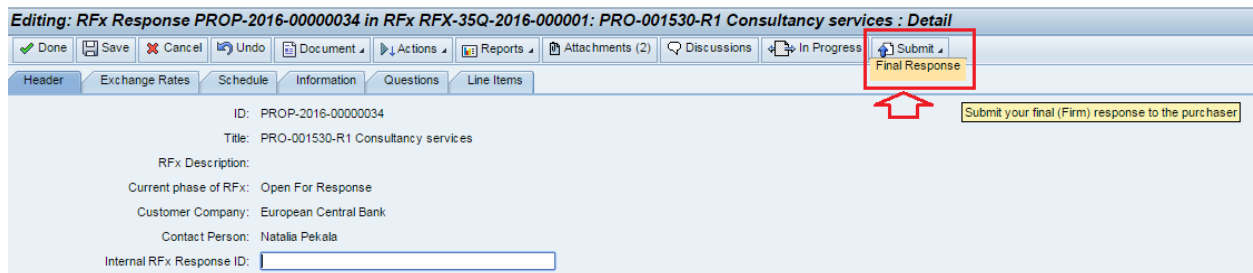 Editing: RFx Response PROP-2016-00000034 in RFx RFX-35Q-2016-000001: PRO-001530-R1 Consultancy services : Detail
Done Save Cancel Undo Document Actions Reports Attachments (2) Discussions In Progress Submit
Final Response
Header Exchange Rates Schedule Information Questions Line Items
ID: PROP-2016-00000034
Submit your final (Firm) response to the purchaser
Title: PRO-001530-R1 Consultancy services
RFx Description:
Current phase of RFx: Open For Response
Customer Company: European Central Bank
Contact Person: Natalia Pekala
Internal RFx Response ID: